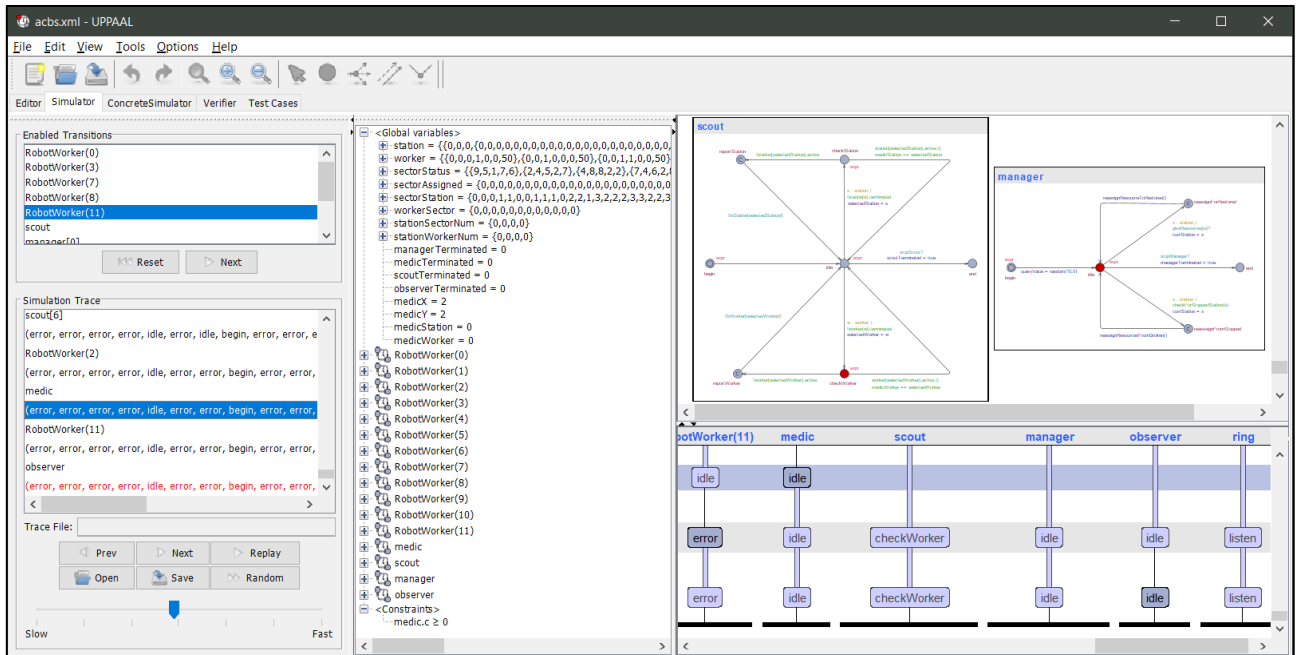 acbs.xml - UPPAAL
File Edit View Tools Options Help
Editor Simulator ConcreteSimulator Verifier Test Cases
Enabled Transitions
RobotWorker(0)
RobotWorker(3)
RobotWorker(7)
RobotWorker(8)
RobotWorker(11)
scout
manager[0]
Reset Next
Simulation Trace
scout[6]
(error, error, error, error, idle, error, idle, begin, error, error, e
RobotWorker(2)
(error, error, error, error, idle, error, error, begin, error, error,
medic
(error, error, error, error, idle, error, error, begin, error, error,
RobotWorker(11)
(error, error, error, error, idle, error, error, begin, error, error,
observer
(error, error, error, error, idle, error, error, begin, error, error,
Trace File:
Prev Next Replay
Open Save Random
Slow Fast
<Global variables>
station = {{0,0,0,{0,0,0,0,0,0,0,0,0,0,0,0,0,0,0,0,0,0,
worker = {{0,0,0,1,0,0,50},{0,0,1,0,0,0,50},{0,0,1,1,0,0,50}
sectorStatus = {{9,5,1,7,6},{2,4,5,2,7},{4,8,8,2,2},{7,4,6,2,8
sectorAssigned = {0,0,0,0,0,0,0,0,0,0,0,0,0,0,0,0,0,0,0
sectorStation = {0,0,0,1,1,0,0,1,1,1,0,2,2,1,3,2,2,2,3,3,2,2,3
workerSector = {0,0,0,0,0,0,0,0,0,0,0,0}
stationSectorNum = {0,0,0,0}
stationWorkerNum = {0,0,0,0}
managerTerminated = 0
medicTerminated = 0
scoutTerminated = 0
observerTerminated = 0
medicX = 2
medicY = 2
medicStation = 0
medicWorker = 0
RobotWorker(0)
RobotWorker(1)
RobotWorker(2)
RobotWorker(3)
RobotWorker(4)
RobotWorker(5)
RobotWorker(6)
RobotWorker(7)
RobotWorker(8)
RobotWorker(9)
RobotWorker(10)
RobotWorker(11)
medic
scout
manager
observer
<Constraints>
medic.c ≥ 0
scout
reportStation
checkStation
begin
idle
end
reportWorker
checkWorker
manager
begin
idle
end
botWorker(11) medic scout manager observer ring
idle idle
error idle checkWorker idle idle listen
error idle checkWorker idle idle listen